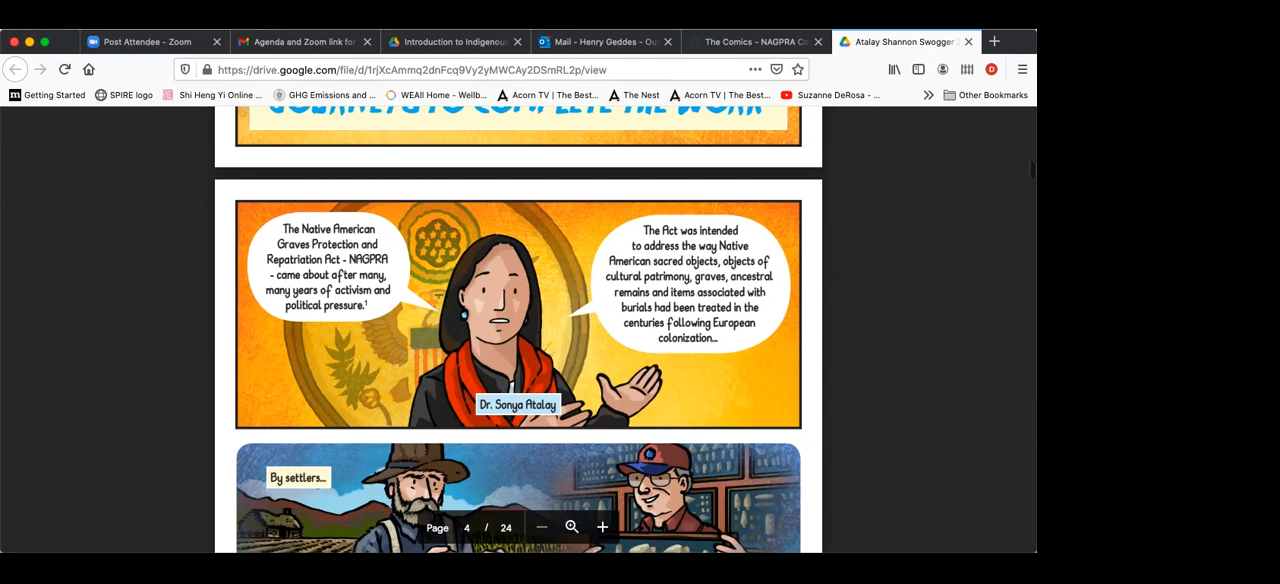 Post Attendee - Zoom
Agenda and Zoom link for
Introduction to Indigenou
Mail - Henry Geddes - Ou
The Comics - NAGPRA Co
Atalay Shannon Swogger
https://drive.google.com/file/d/1rjXcAmmq2dnFcq9Vy2yMWCAy2DSmRL2p/view
Getting Started
SPIRE logo
Shi Heng Yi Online ...
GHG Emissions and ...
WEAll Home - Wellb...
Acorn TV | The Best...
The Nest
Acorn TV | The Best...
Suzanne DeRosa - ...
Other Bookmarks
The Native American
Graves Protection and
Repatriation Act - NAGPRA
- came about after many,
many years of activism and
political pressure.¹
The Act was intended
to address the way Native
American sacred objects, objects of
cultural patrimony, graves, ancestral
remains and items associated with
burials had been treated in the
centuries following European
colonization...
Dr. Sonya Atalay
By settlers...
Page 4 / 24